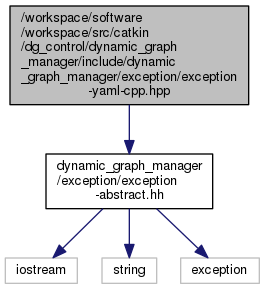 /workspace/software
/workspace/src/catkin
/dg_control/dynamic_graph
_manager/include/dynamic
_graph_manager/exception/exception
-yaml-cpp.hpp
dynamic_graph_manager
/exception/exception
-abstract.hh
iostream
string
exception